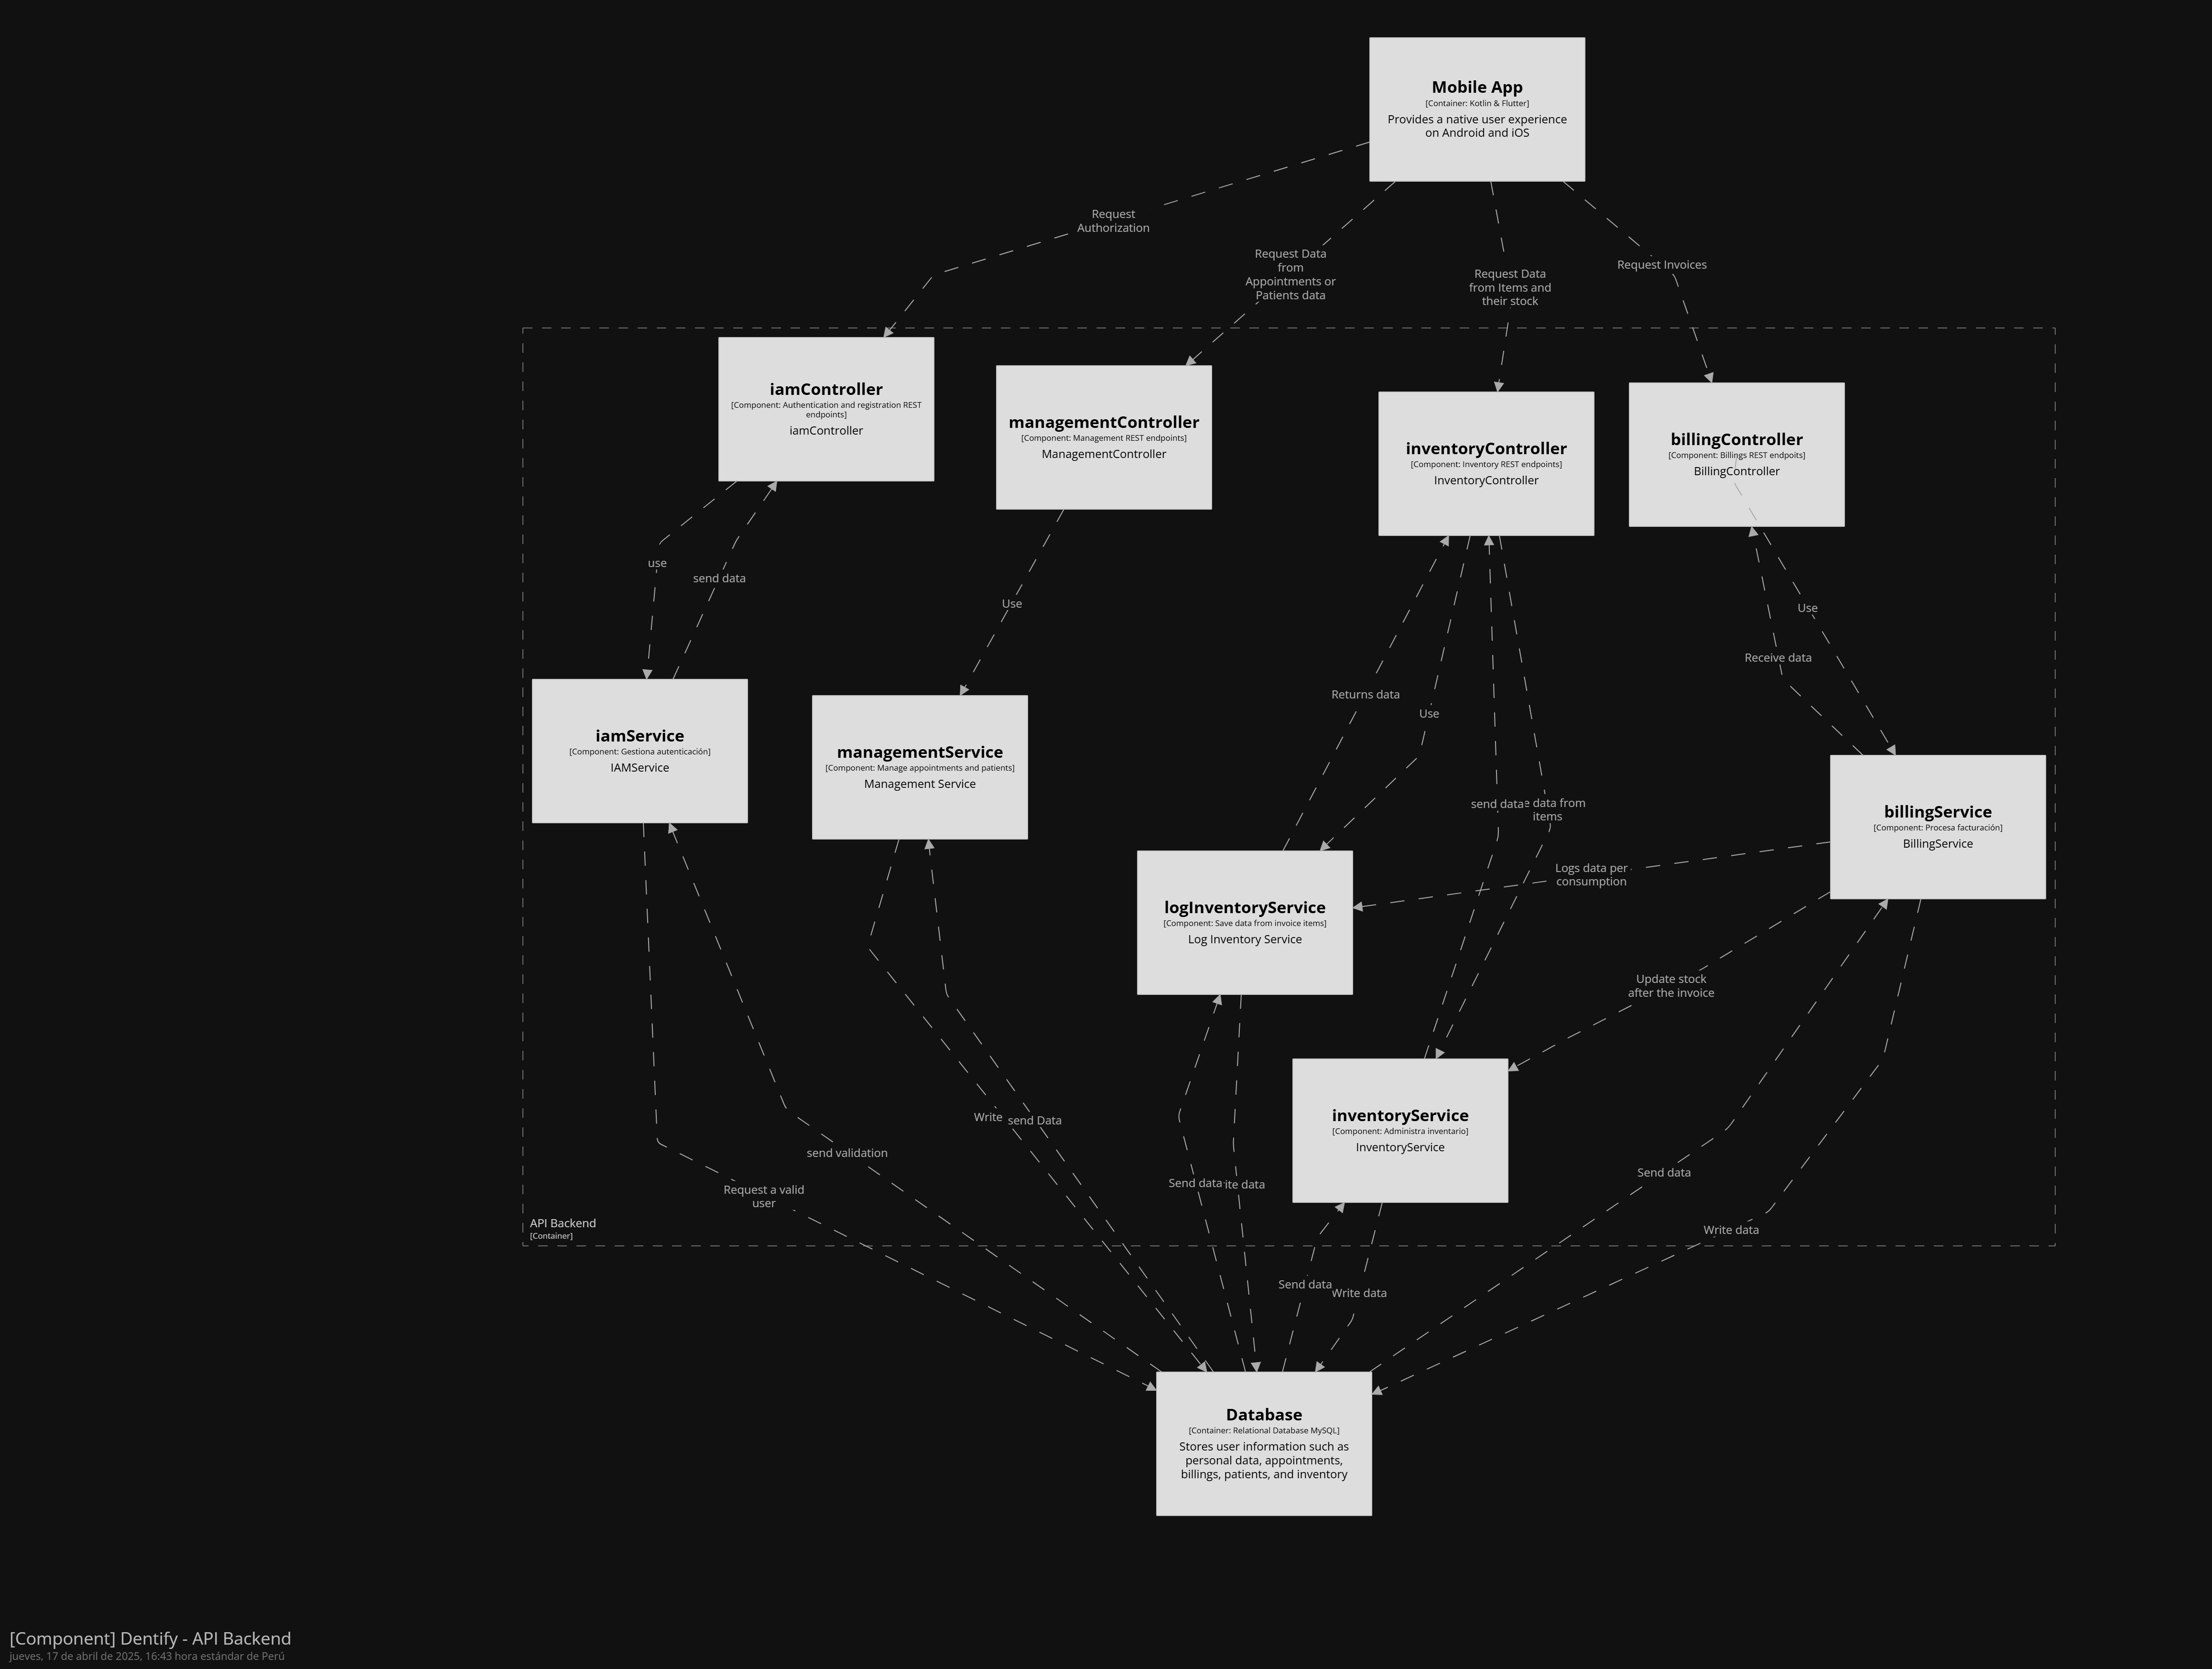 Mobile App
[Container: Kotlin & Flutter]
Provides a native user experience
on Android and iOS
Request
Authorization
Request Data
from
Appointments or
Patients data
Request Data
from Items and
their stock
Request Invoices
iamController
[Component: Authentication and registration REST
endpoints]
iamController
managementController
[Component: Management REST endpoints]
ManagementController
inventoryController
[Component: Inventory REST endpoints]
InventoryController
billingController
[Component: Billings REST endpoits]
BillingController
use
send data
Use
Returns data
Use
send data
data from
items
Use
Receive data
iamService
[Component: Gestiona autenticación]
IAMService
managementService
[Component: Manage appointments and patients]
Management Service
billingService
[Component: Procesa facturación]
BillingService
Logs data per
consumption
logInventoryService
[Component: Save data from invoice items]
Log Inventory Service
Update stock
after the invoice
inventoryService
[Component: Administra inventario]
InventoryService
Write
send Data
send validation
Request a valid
user
Send data
data
Send data
Write data
API Backend
[Container]
Send data
Write data
Database
[Container: Relational Database MySQL]
Stores user information such as
personal data, appointments,
billings, patients, and inventory
[Component] Dentify - API Backend
jueves, 17 de abril de 2025, 16:43 hora estándar de Perú